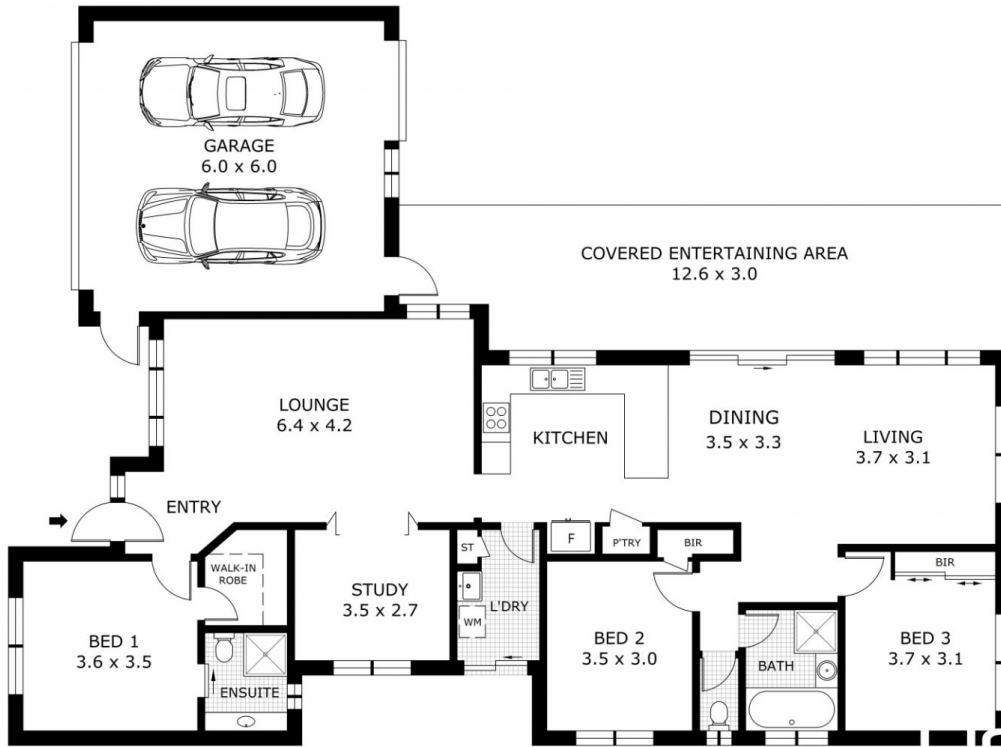 GARAGE
6.0 x 6.0
COVERED ENTERTAINING AREA
12.6 x 3.0
LOUNGE
6.4 x 4.2
KITCHEN
DINING
3.5 x 3.3
LIVING
3.7 x 3.1
ENTRY
F
P'TRY
BIR
ST
WALK-IN
ROBE
STUDY
3.5 x 2.7
L'DRY
WM
BIR
BED 1
3.6 x 3.5
ENSUITE
BED 2
3.5 x 3.0
BATH
BED 3
3.7 x 3.1